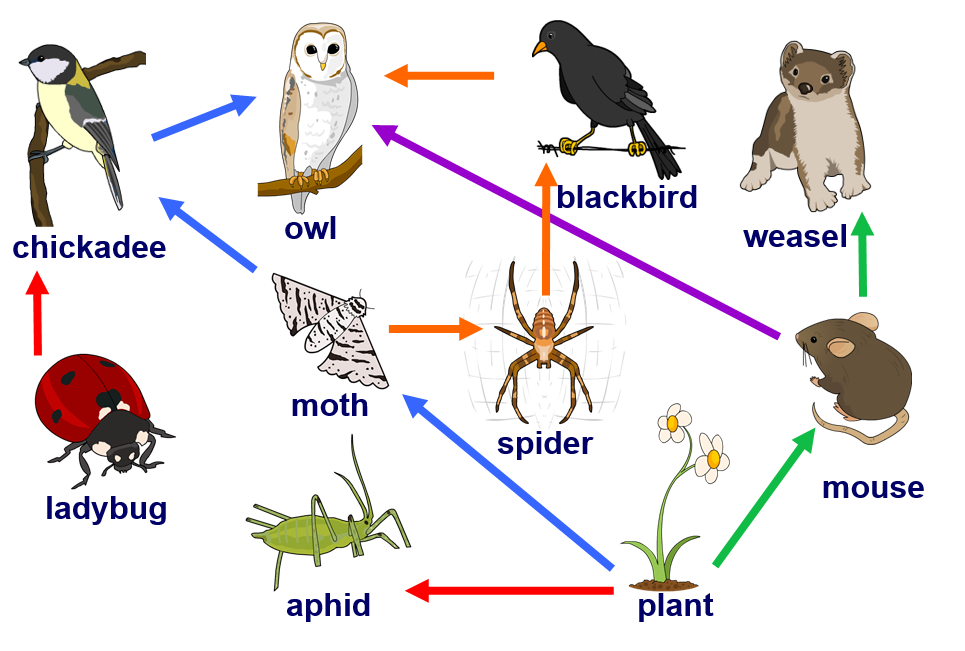 blackbird
owl
weasel
chickadee
moth
spider
mouse
ladybug
aphid
plant